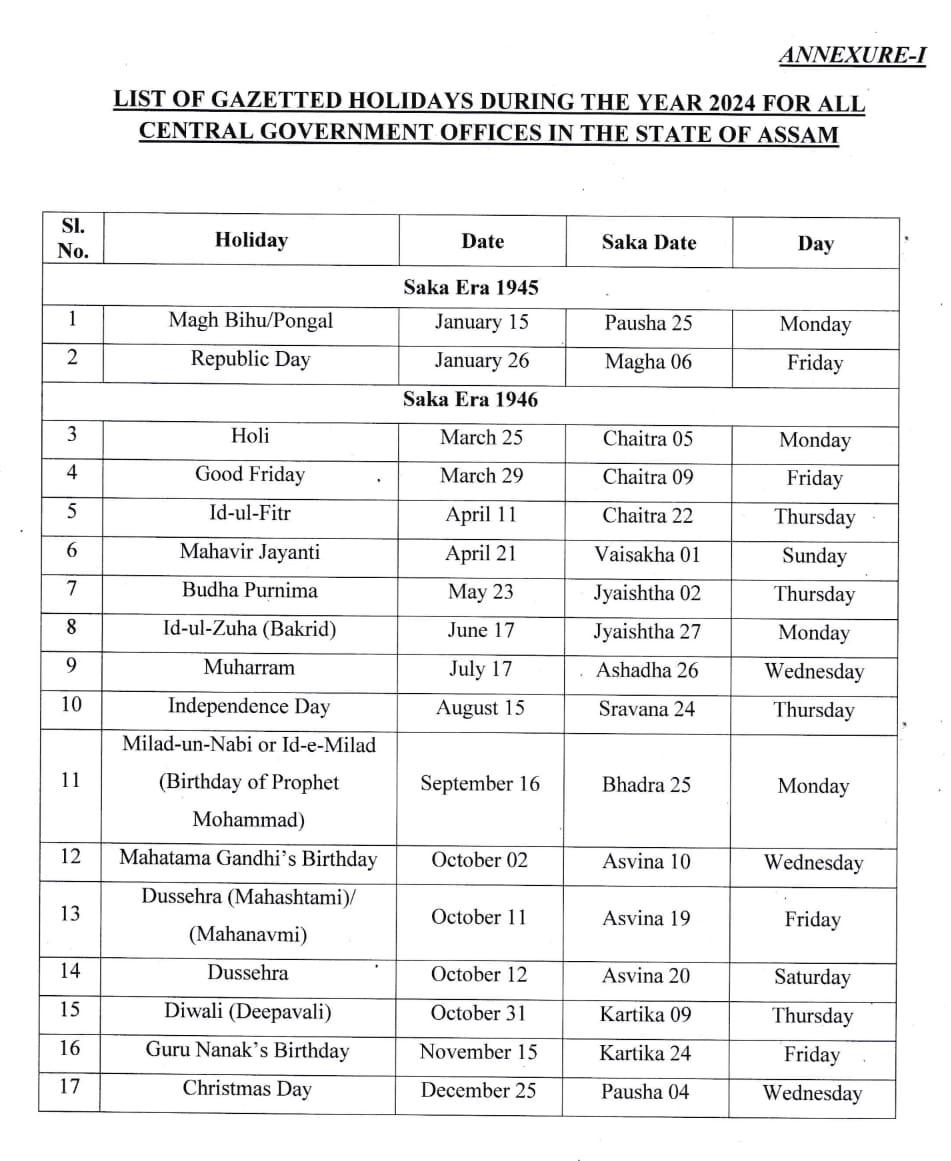 ANNEXURE-I
LIST OF GAZETTED HOLIDAYS DURING THE YEAR 2024 FOR ALL
CENTRAL GOVERNMENT OFFICES IN THE STATE OF ASSAM
Sl. No. Holiday Date Saka Date Day
Saka Era 1945
1 Magh Bihu/Pongal January 15 Pausha 25 Monday
2 Republic Day January 26 Magha 06 Friday
Saka Era 1946
3 Holi March 25 Chaitra 05 Monday
4 Good Friday March 29 Chaitra 09 Friday
5 Id-ul-Fitr April 11 Chaitra 22 Thursday
6 Mahavir Jayanti April 21 Vaisakha 01 Sunday
7 Budha Purnima May 23 Jyaishtha 02 Thursday
8 Id-ul-Zuha (Bakrid) June 17 Jyaishtha 27 Monday
9 Muharram July 17 Ashadha 26 Wednesday
10 Independence Day August 15 Sravana 24 Thursday
11 Milad-un-Nabi or Id-e-Milad
(Birthday of Prophet
Mohammad) September 16 Bhadra 25 Monday
12 Mahatama Gandhi's Birthday October 02 Asvina 10 Wednesday
13 Dussehra (Mahashtami)/
(Mahanavmi) October 11 Asvina 19 Friday
14 Dussehra October 12 Asvina 20 Saturday
15 Diwali (Deepavali) October 31 Kartika 09 Thursday
16 Guru Nanak's Birthday November 15 Kartika 24 Friday
17 Christmas Day December 25 Pausha 04 Wednesday